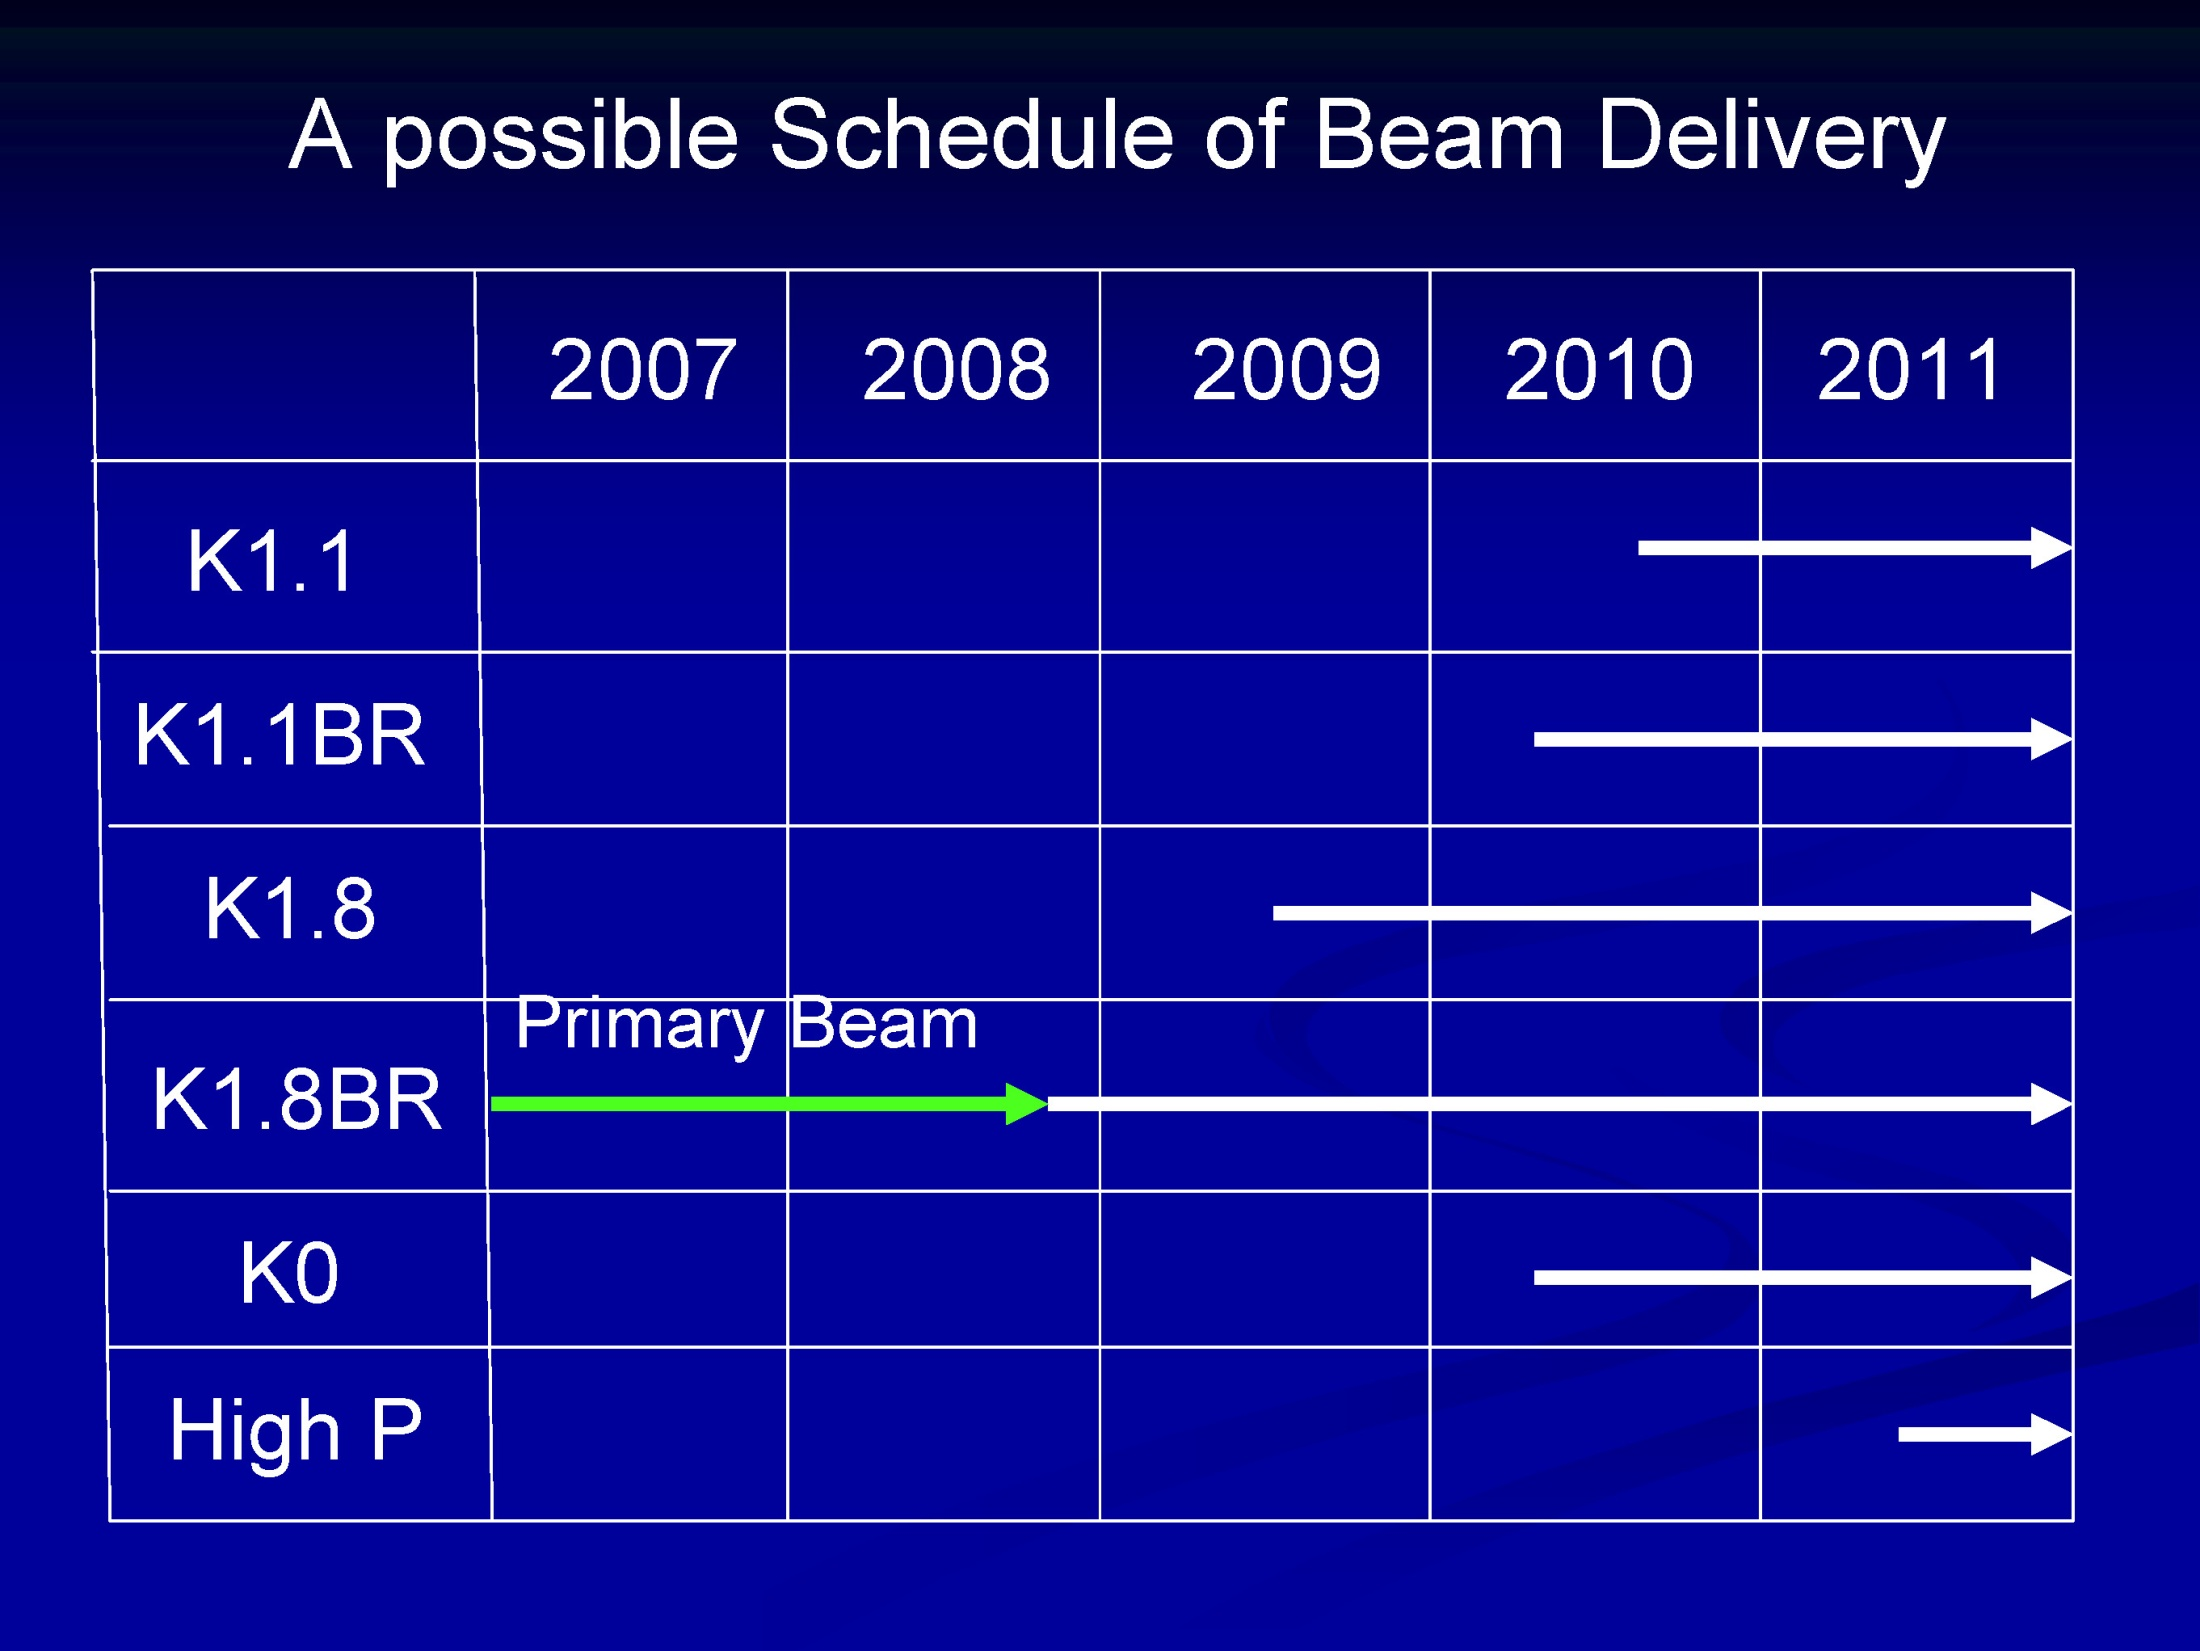 A possible Schedule of Beam Delivery
2007 2008 2009 2010 2011
K1.1
K1.1BR
K1.8
Primary Beam
K1.8BR
K0
High P